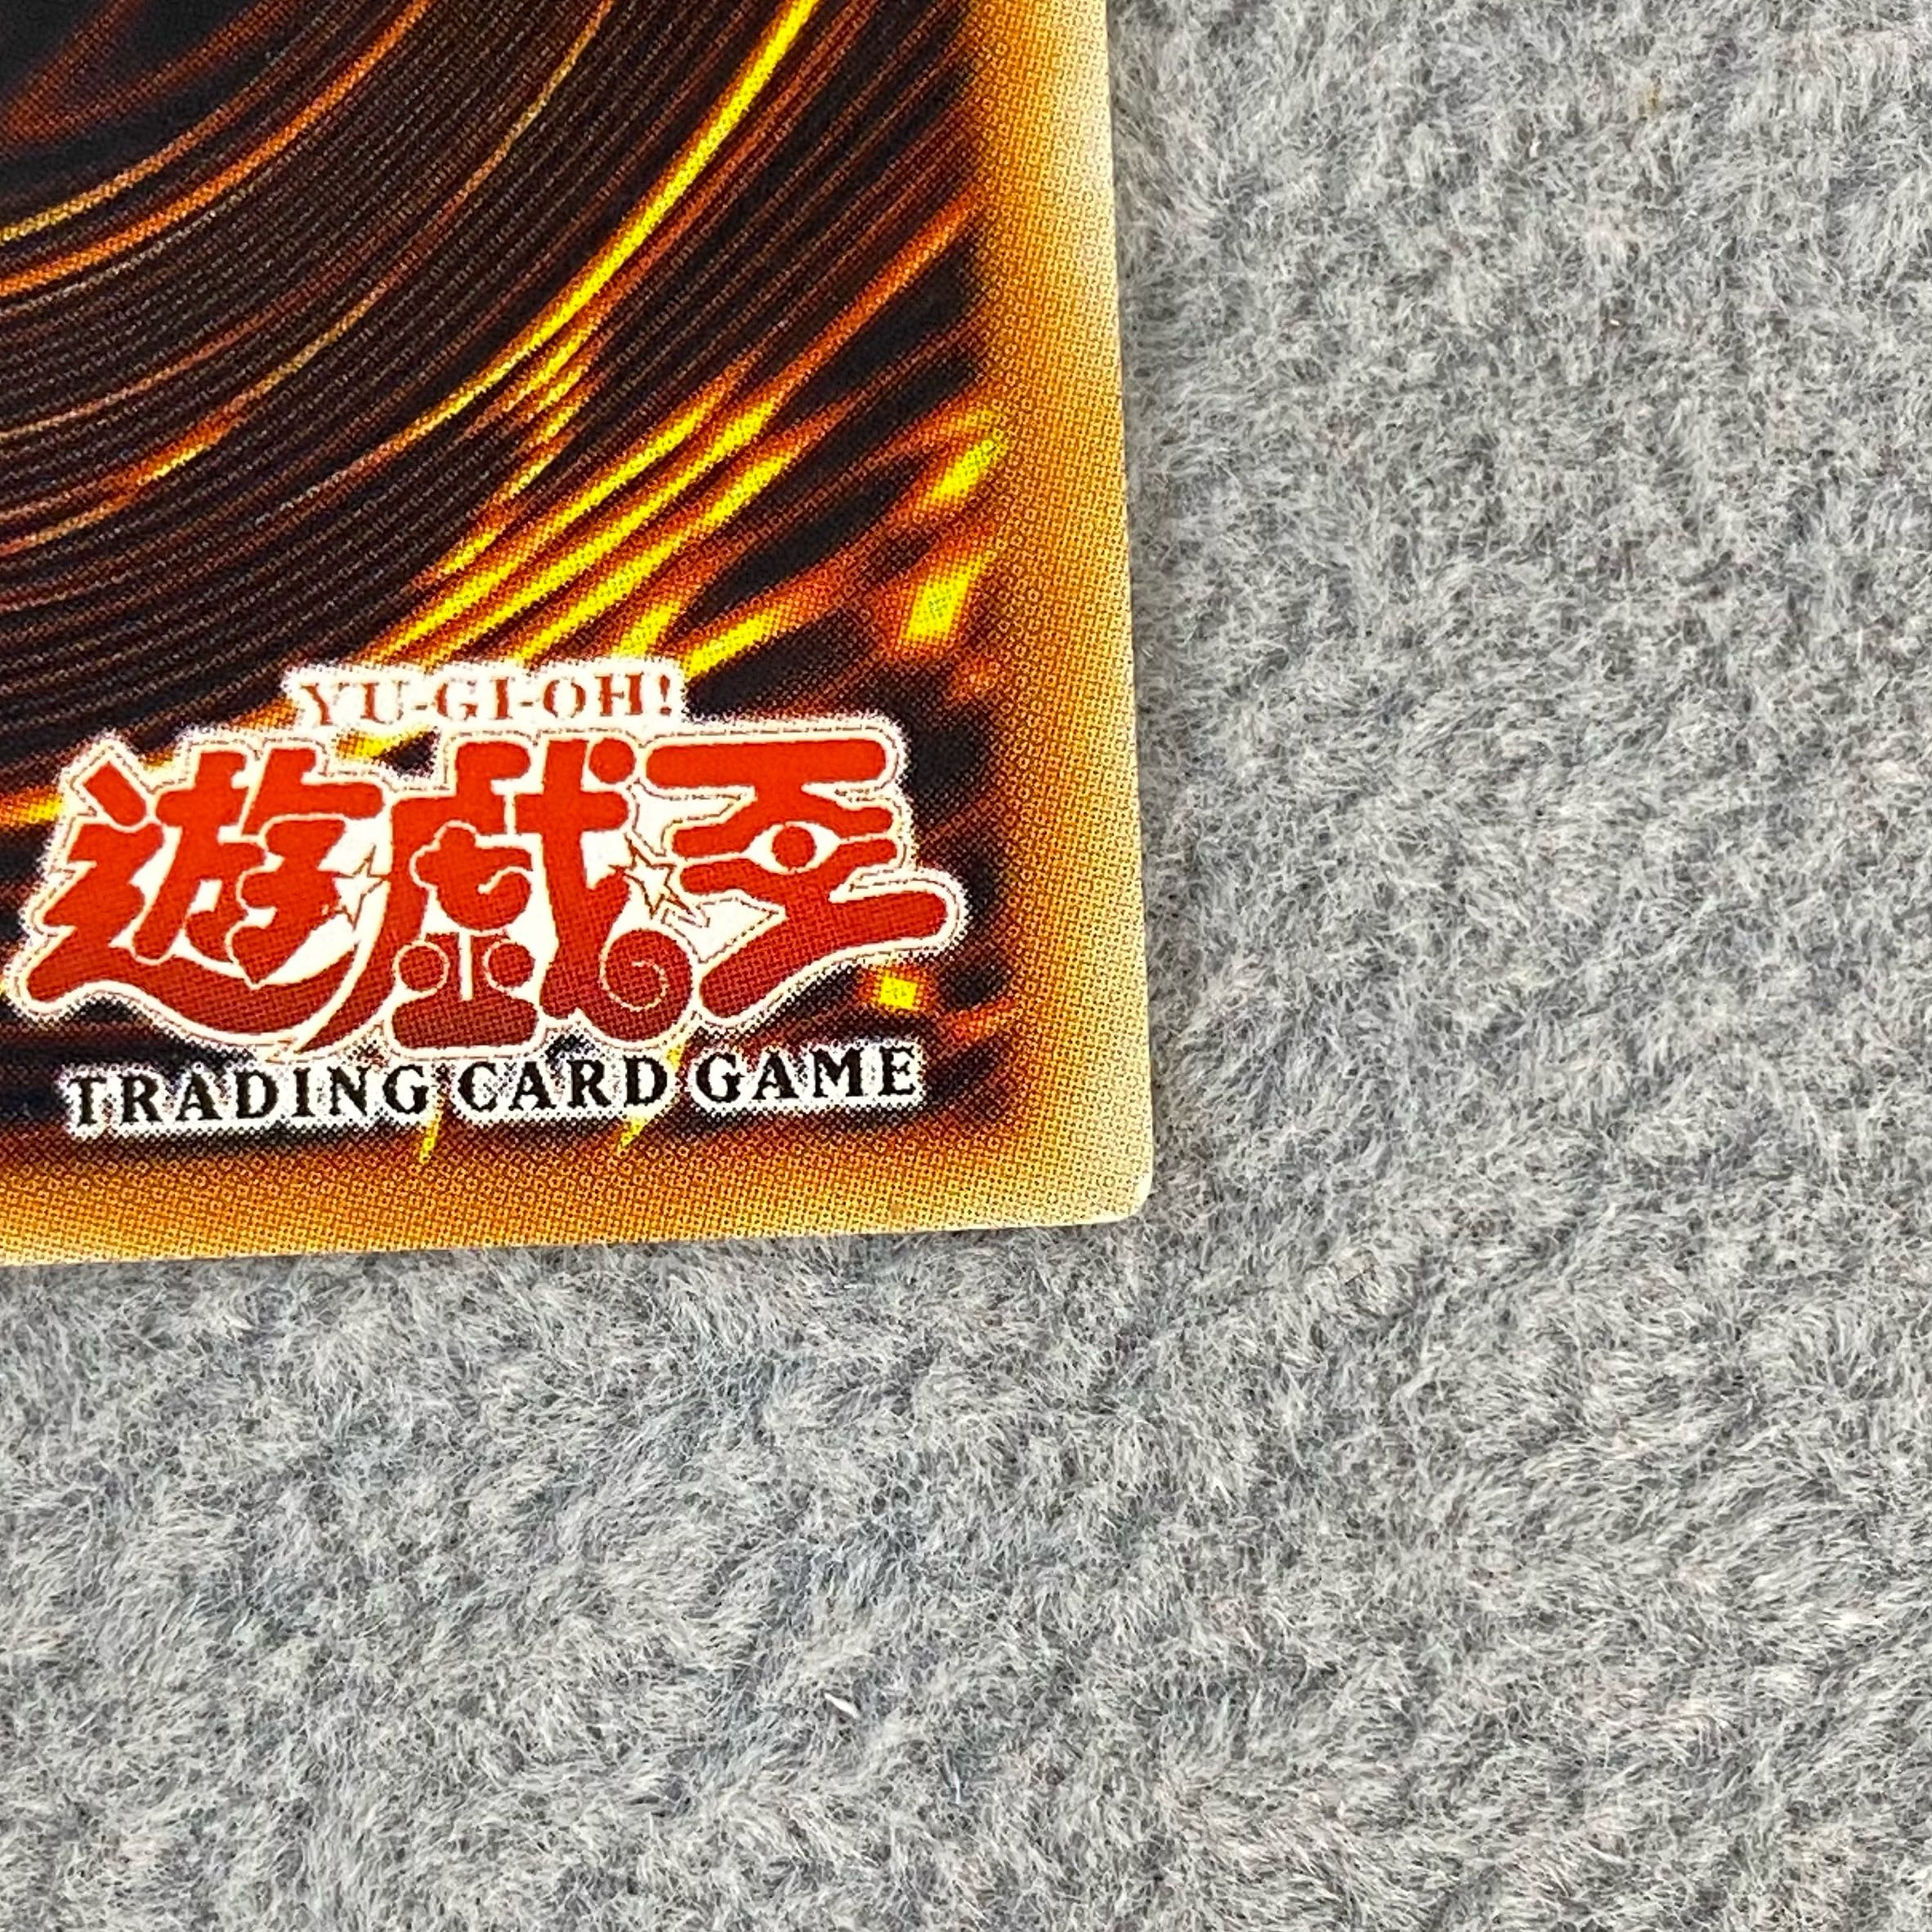 YU-GI-OH!
遊戯王
TRADING CARD GAME